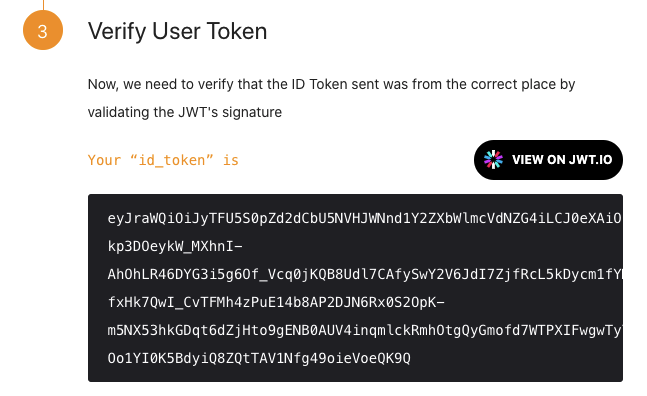 3
Verify User Token
Now, we need to verify that the ID Token sent was from the correct place by
validating the JWT's signature
Your “id_token” is
VIEW ON JWT.IO
eyJraWQiOiJyTFU5S0pZd2dCbU5NVHJWNnd1Y2ZXbWlmcVdNZG4iLCJ0eXAiO
kp3DOeykW_MXhnI-
AhOhLR46DYG3i5g6Of_Vcq0jKQB8Udl7CAfySwY2V6JdI7ZjfRcL5kDycm1fY
fxHk7QwI_CvTFMh4zPuE14b8AP2DJN6Rx0S2OpK-
m5NX53hkGDqt6dZjHto9gENB0AUV4inqmlckRmhOtgQyGmofd7WTPXIFwgwTy
Oo1YI0K5BdyiQ8ZQtTAV1Nfg49oieVoeQK9Q